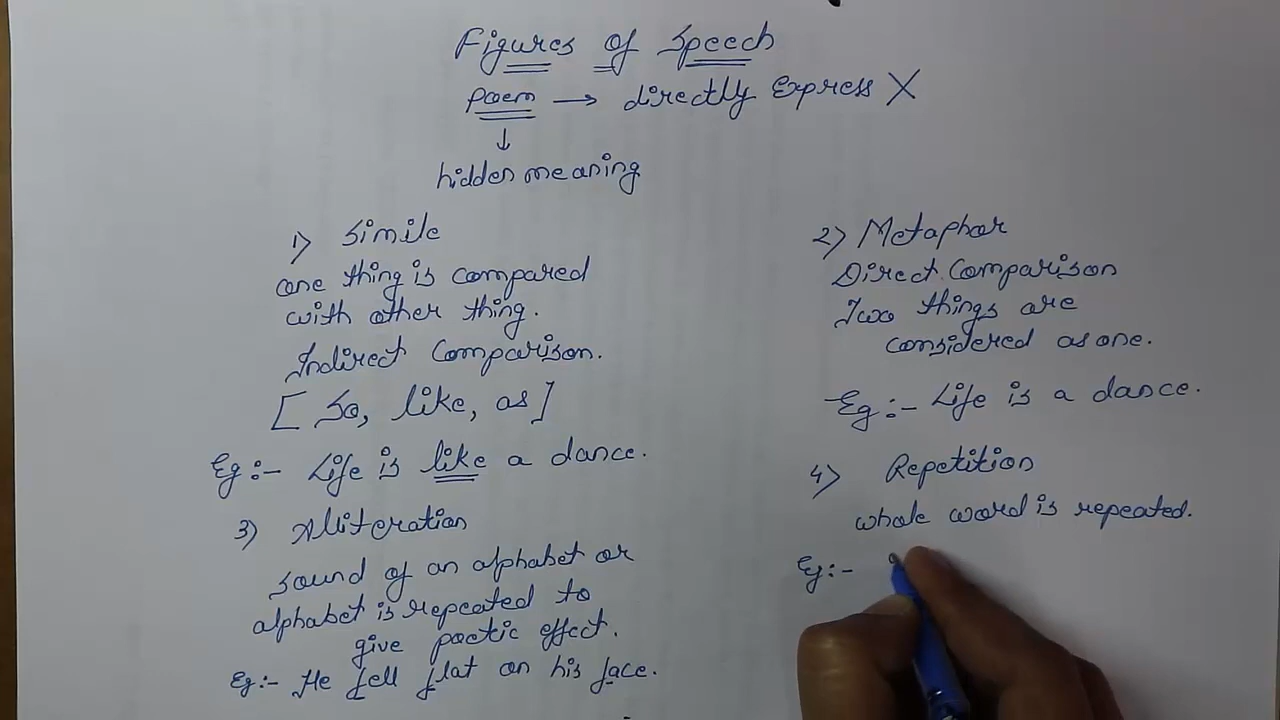 Figures of Speech
Poem → directly Express X
↓
hidden meaning
1) Simile
one thing is compared
with other thing.
Indirect Comparison.
[ So, like, as ]
Eg:- Life is like a dance.
2) Metaphor
Direct Comparison
Two things are
considered as one.
Eg:- Life is a dance.
3) Alliteration
Sound of an alphabet or
alphabet is repeated to
give poetic effect.
Eg:- He fell flat on his face.
4) Repetition
whole word is repeated.
Eg:-